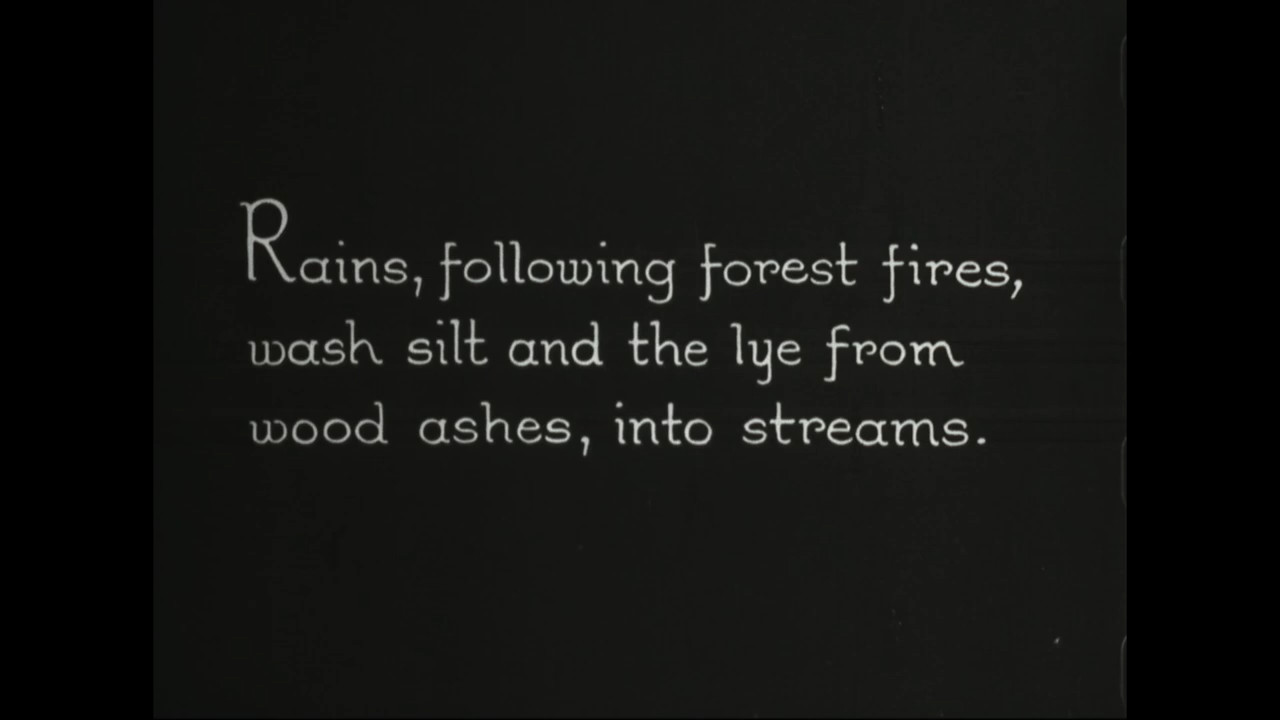 Rains, following forest fires,
wash silt and the lye from
wood ashes, into streams.